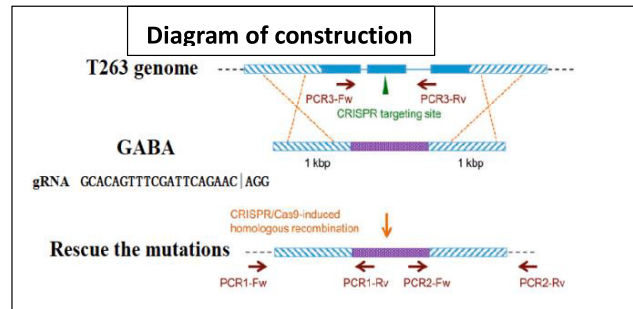 Diagram of construction
T263 genome
PCR3-Fw
PCR3-Rv
CRISPR targeting site
GABA
1 kbp
1 kbp
gRNA GCACAGTTTCGATTCAGAAC|AGG
CRISPR/Cas9-induced
homologous recombination
Rescue the mutations
PCR1-Fw
PCR1-Rv
PCR2-Fw
PCR2-Rv